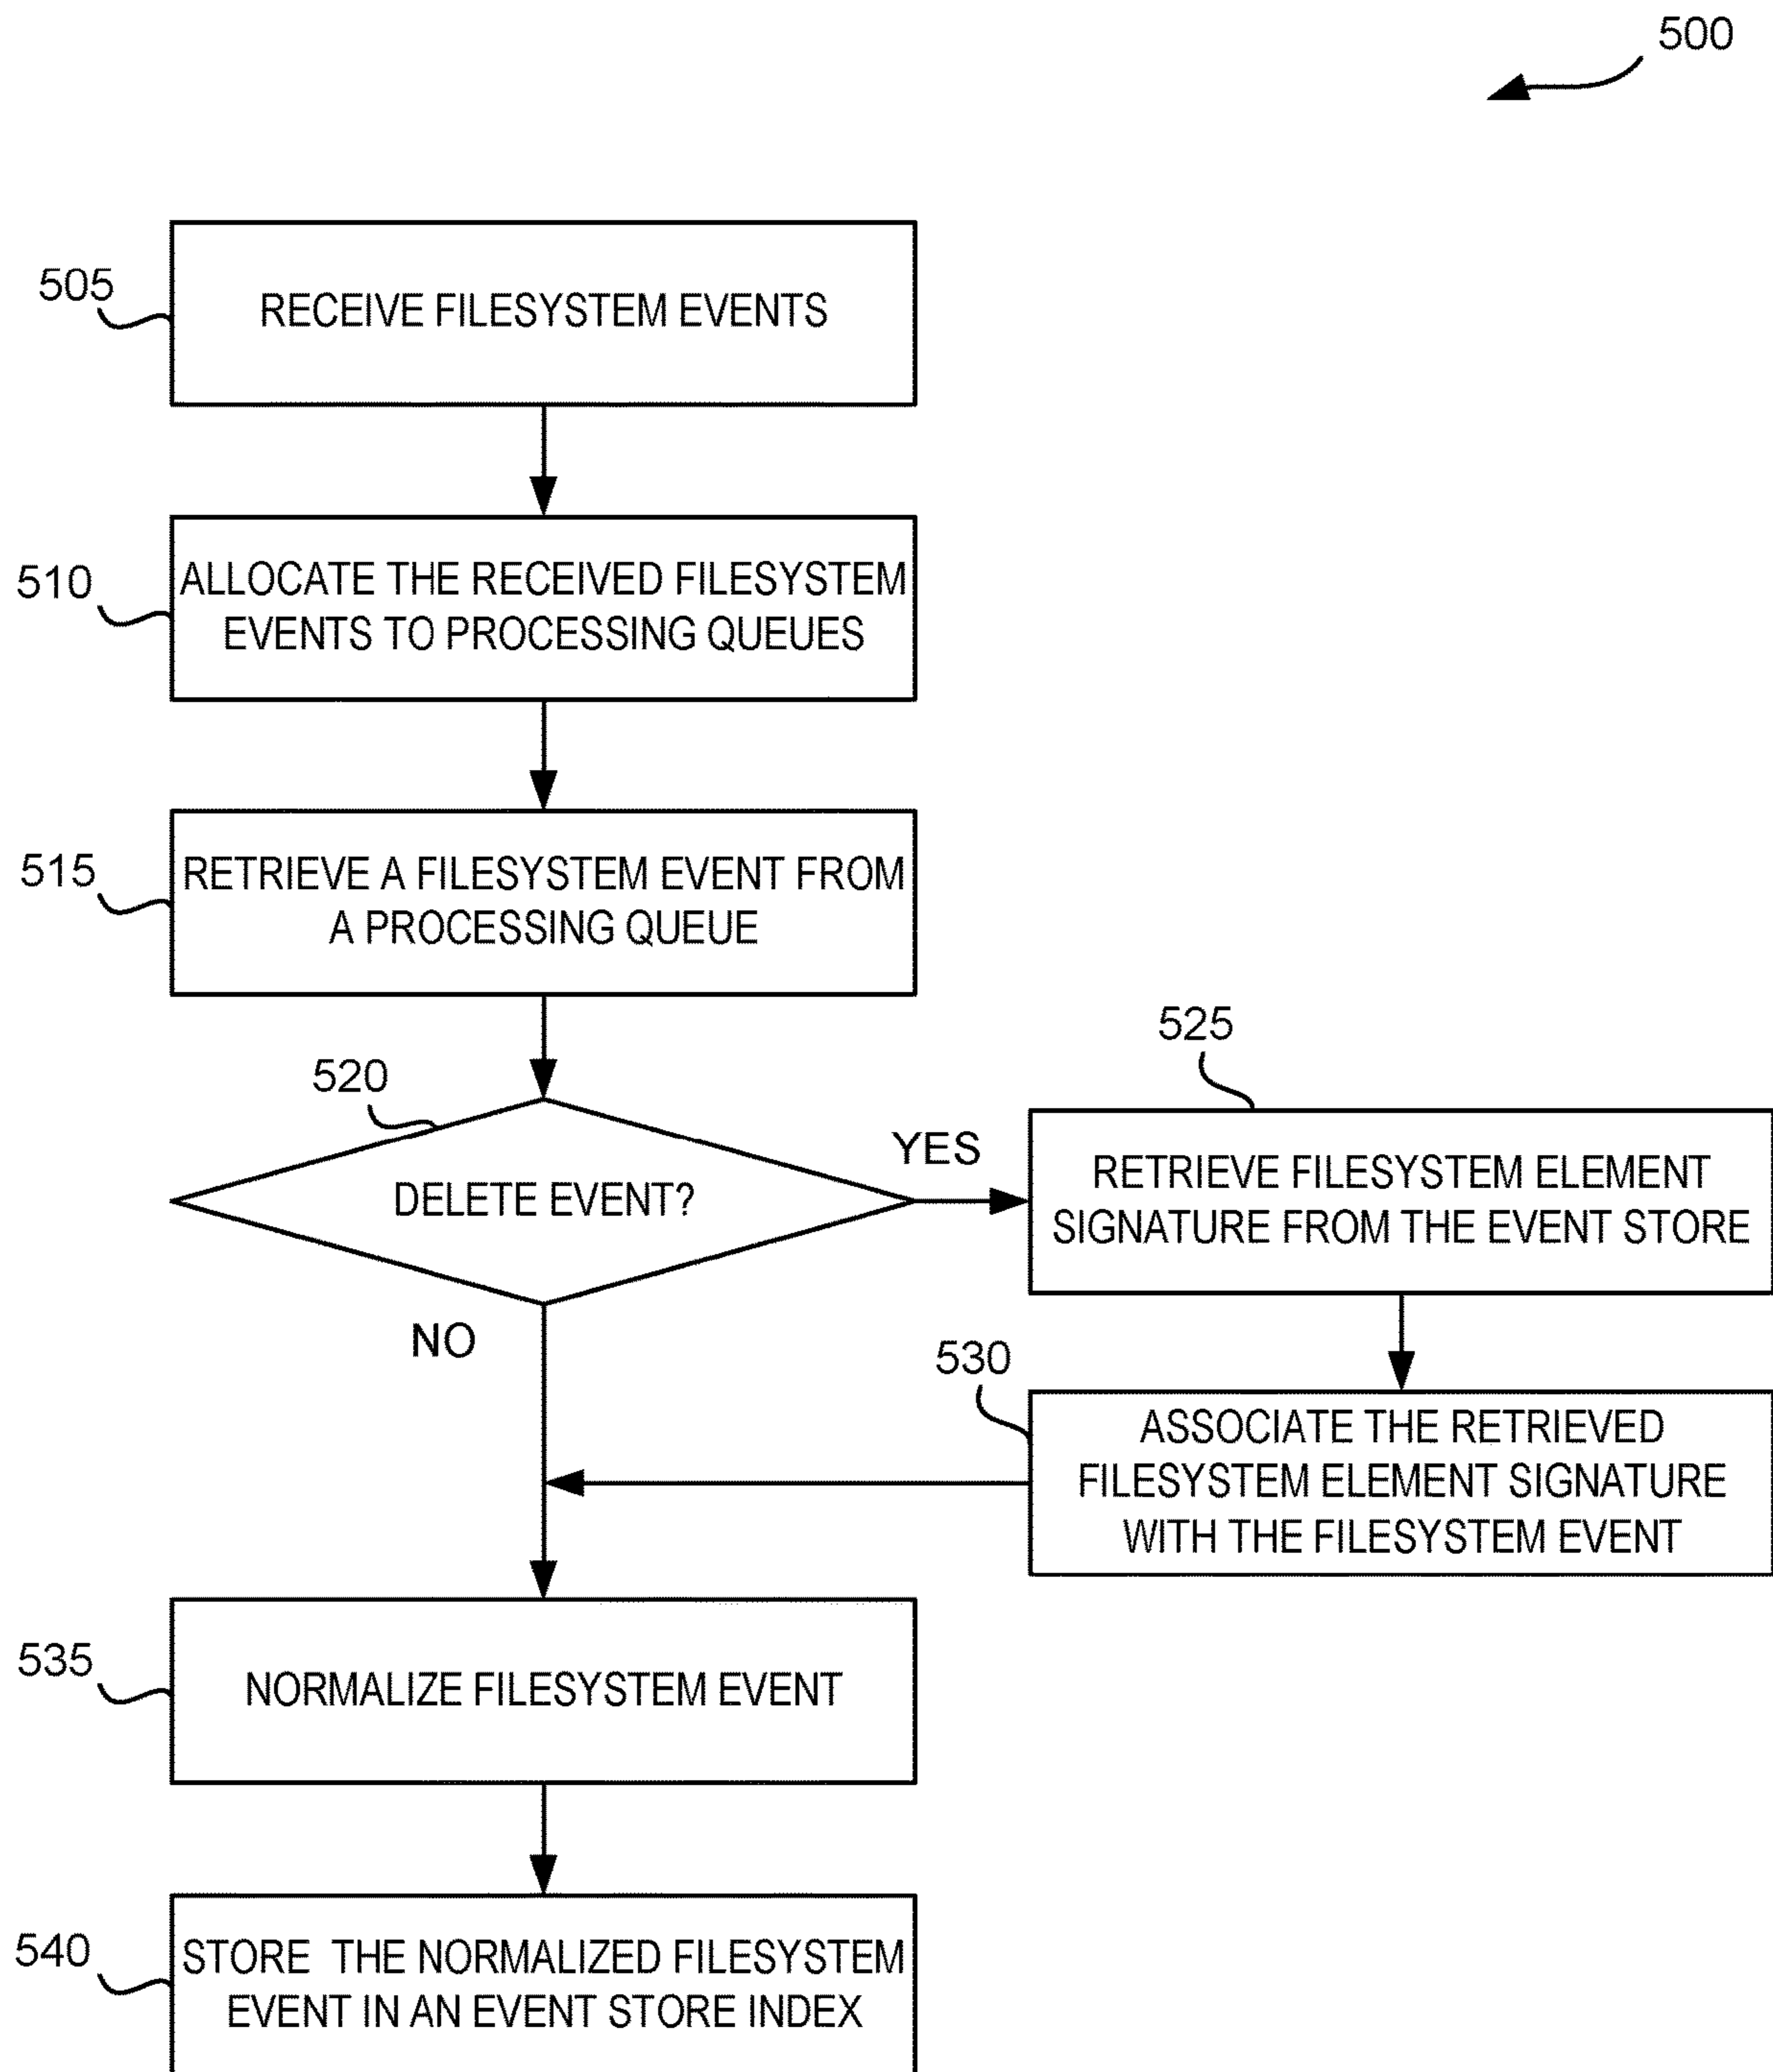 500
505
RECEIVE FILESYSTEM EVENTS
510
ALLOCATE THE RECEIVED FILESYSTEM
EVENTS TO PROCESSING QUEUES
515
RETRIEVE A FILESYSTEM EVENT FROM
A PROCESSING QUEUE
520
DELETE EVENT?
YES
525
RETRIEVE FILESYSTEM ELEMENT
SIGNATURE FROM THE EVENT STORE
NO
530
ASSOCIATE THE RETRIEVED
FILESYSTEM ELEMENT SIGNATURE
WITH THE FILESYSTEM EVENT
535
NORMALIZE FILESYSTEM EVENT
540
STORE THE NORMALIZED FILESYSTEM
EVENT IN AN EVENT STORE INDEX